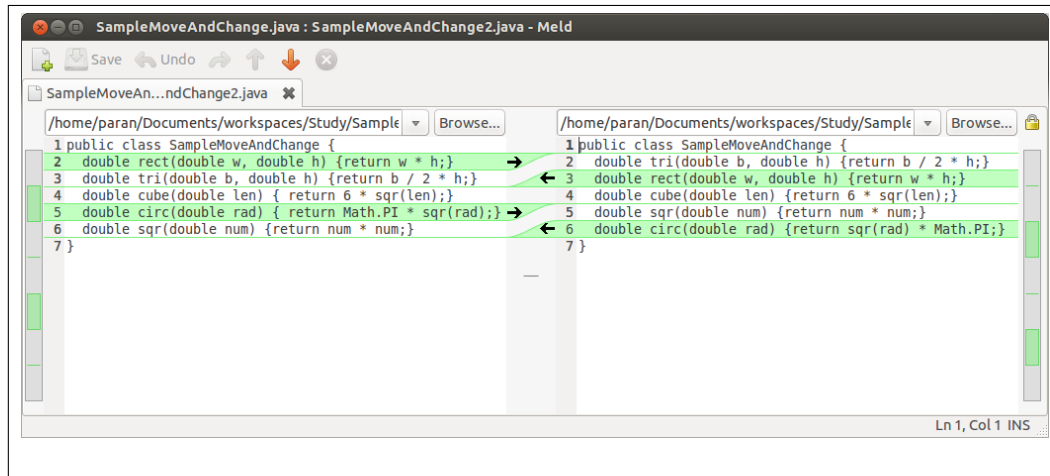 SampleMoveAndChange.java : SampleMoveAndChange2.java - Meld
Save Undo
SampleMoveAn...ndChange2.java
/home/paran/Documents/workspaces/Study/Sample Browse...
1 public class SampleMoveAndChange {
2 double rect(double w, double h) {return w * h;}
3 double tri(double b, double h) {return b / 2 * h;}
4 double cube(double len) { return 6 * sqr(len);}
5 double circ(double rad) { return Math.PI * sqr(rad);}
6 double sqr(double num) {return num * num;}
7 }
/home/paran/Documents/workspaces/Study/Sample Browse...
1 public class SampleMoveAndChange {
2 double tri(double b, double h) {return b / 2 * h;}
3 double rect(double w, double h) {return w * h;}
4 double cube(double len) {return 6 * sqr(len);}
5 double sqr(double num) {return num * num;}
6 double circ(double rad) {return sqr(rad) * Math.PI;}
7 }
Ln 1, Col 1 INS